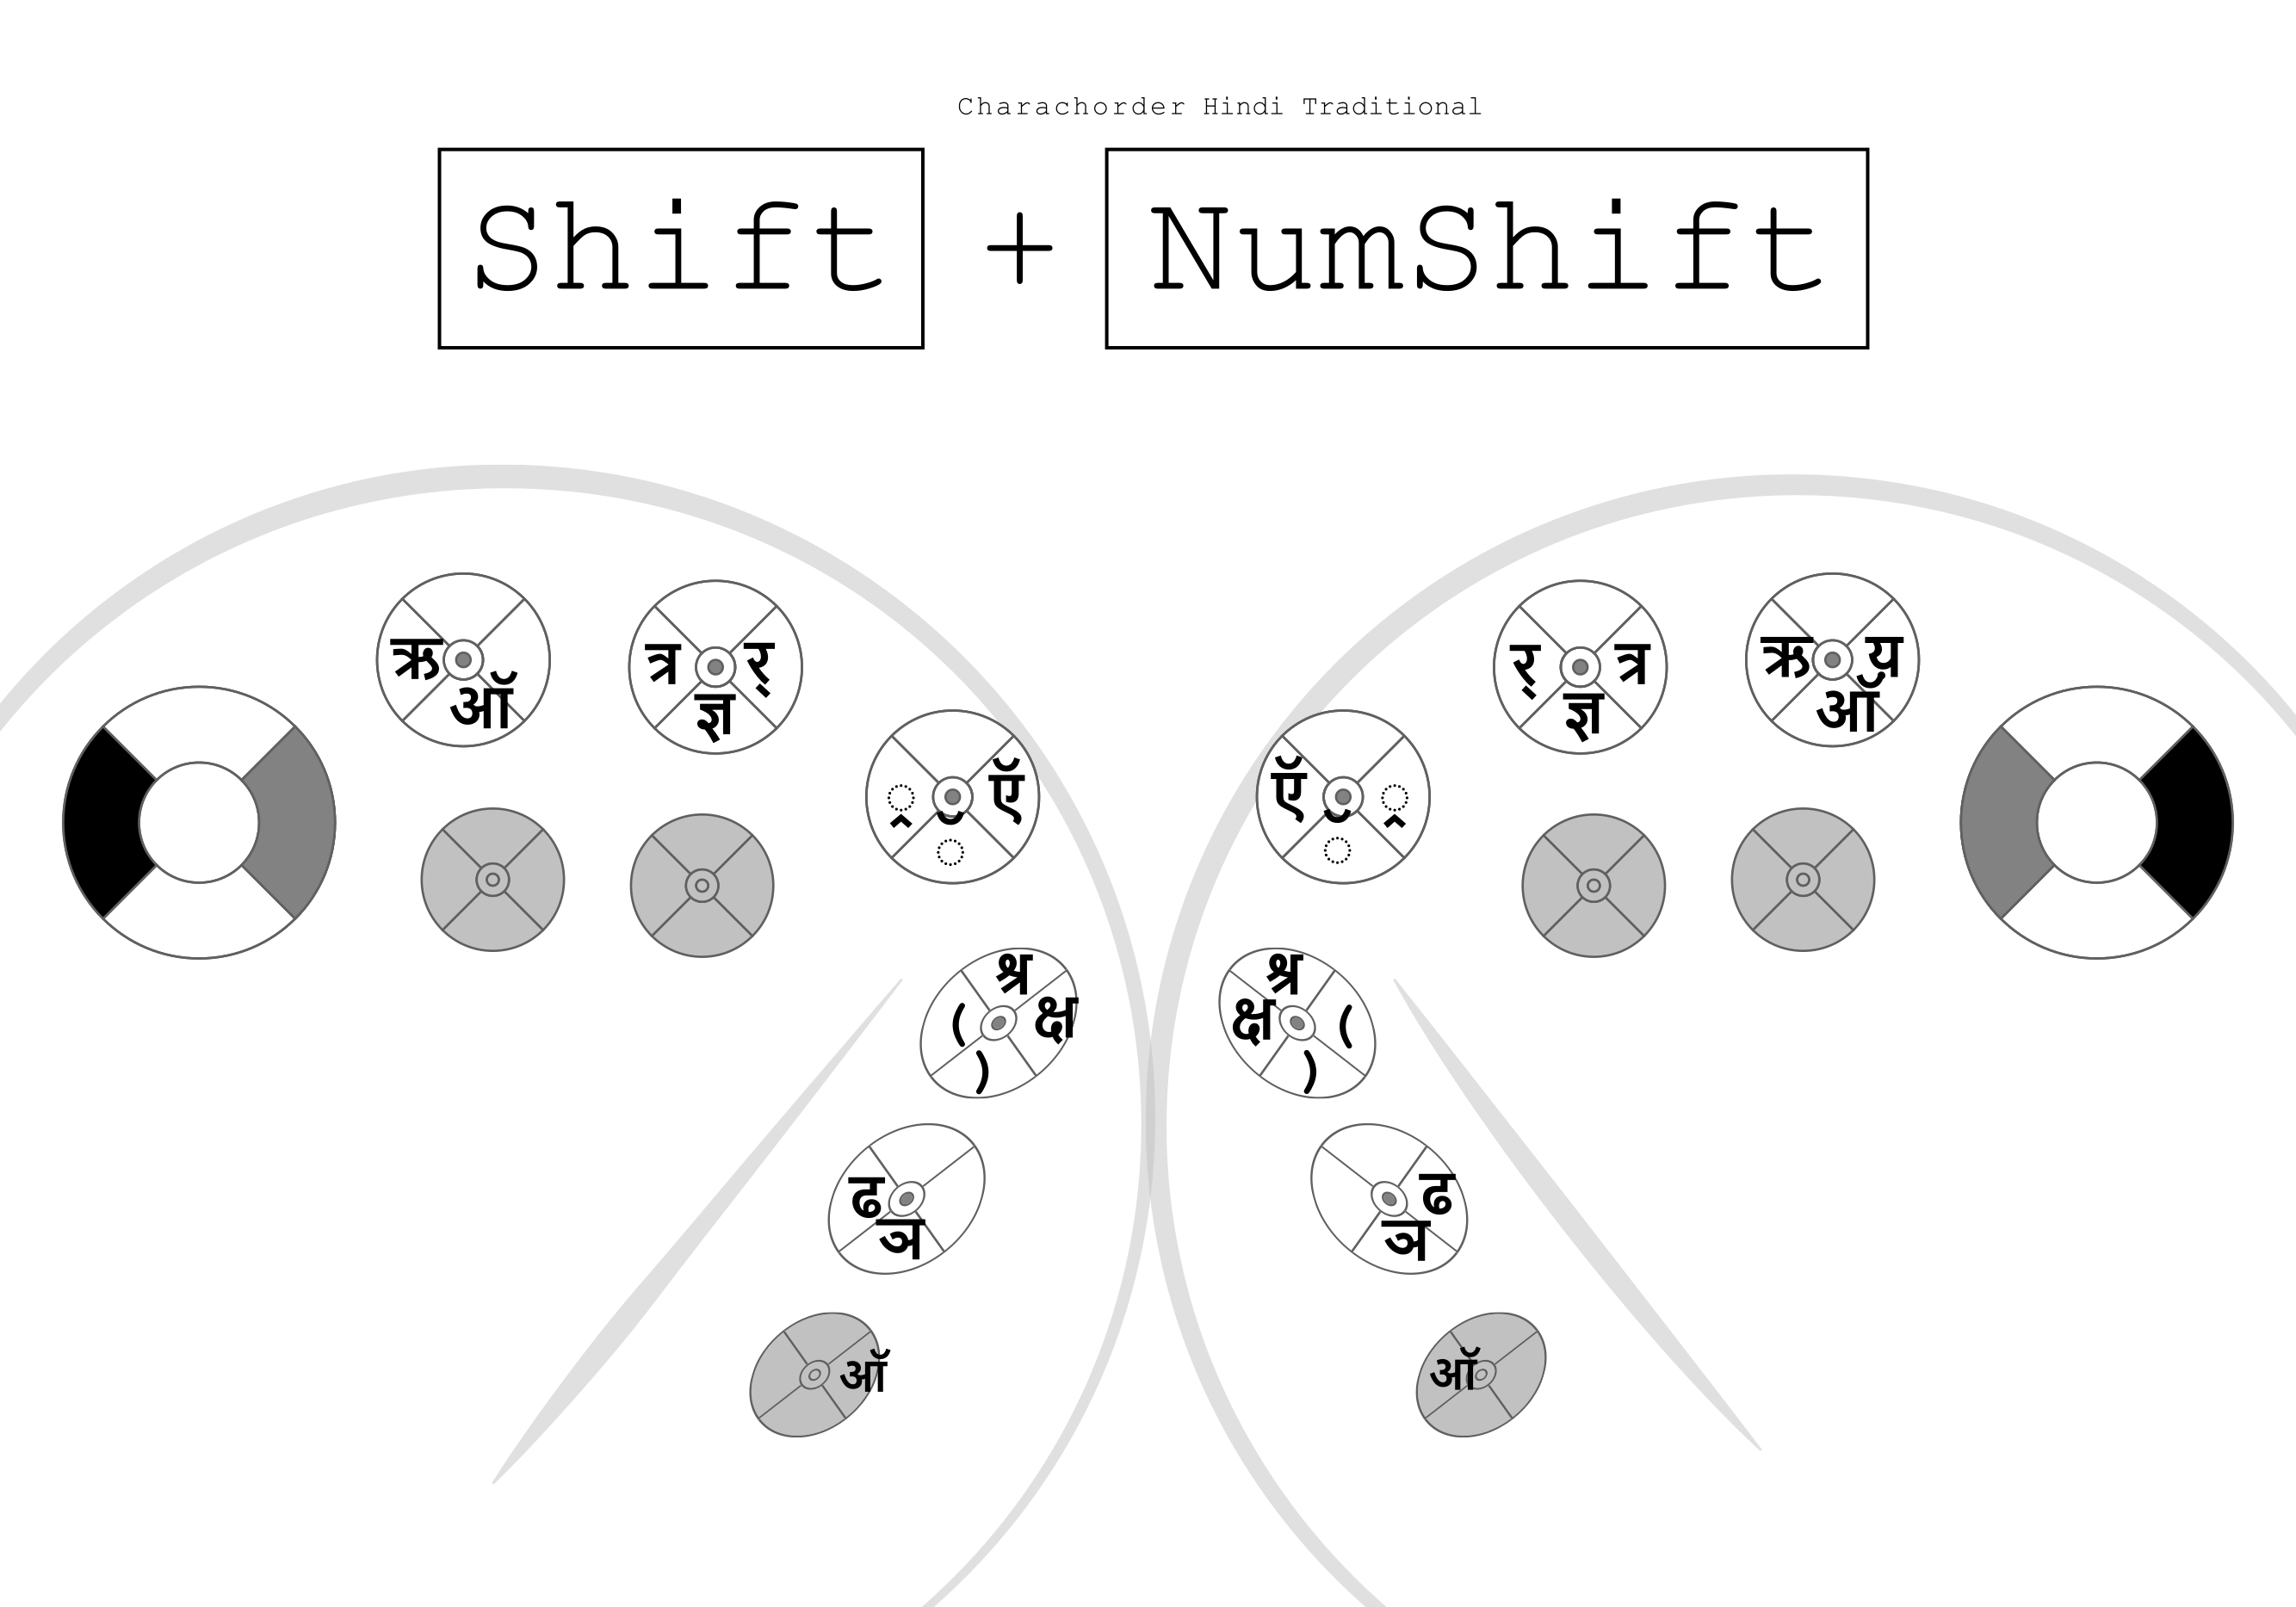 Charachorder Hindi Traditional
Shift + NumShift
ऋ त्र र् र् त्र ऋ य़
ऑ ज्ञ ज्ञ
ऍ ऍ
श्र श्र
( क्ष क्ष (
) )
ढ ढ
ञ ञ
ऑ ऑ